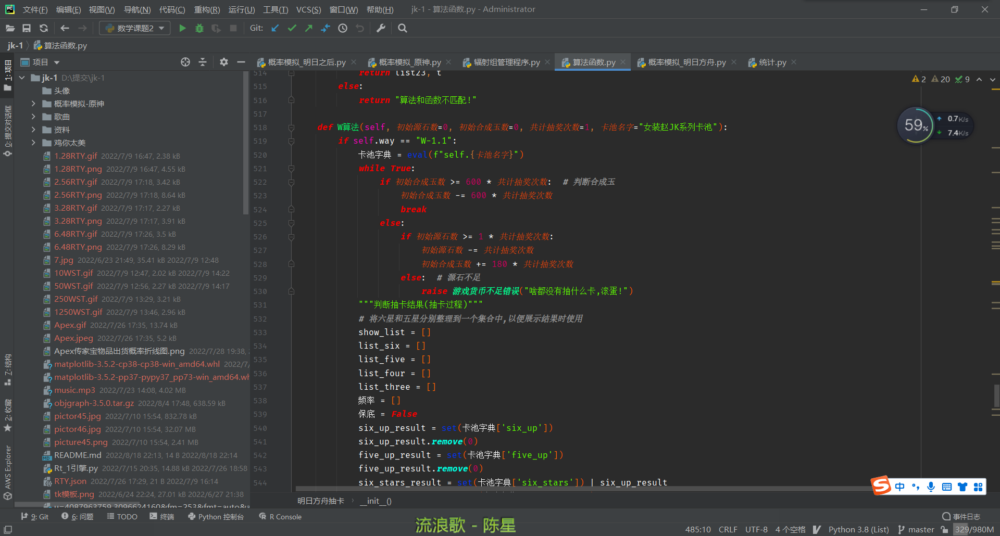 文件(F) 编辑(E) 视图(V) 导航(N) 代码(C) 重构(R) 运行(U) 工具(T) VCS(S) 窗口(W) 帮助(H) jk-1 - 算法函数.py - Administrator
数学课题2 Git:
jk-1 算法函数.py
项目
概率模拟_明日之后.py 概率模拟_原神.py 辐射组管理程序.py 算法函数.py 概率模拟_明日方舟.py 统计.py
1: 项目
0: 提交对话框
7: 结构
2: 收藏
AWS Explorer
jk-1 D:\提交\jk-1
头像
概率模拟-原神
歌曲
资料
鸡你太美
1.28RTY.gif 2022/7/9 16:47, 2.38 kB
1.28RTY.png 2022/7/9 16:47, 4.55 kB
2.56RTY.gif 2022/7/9 17:18, 3.42 kB
2.56RTY.png 2022/7/9 17:18, 8.64 kB
3.28RTY.gif 2022/7/9 17:17, 2.27 kB
3.28RTY.png 2022/7/9 17:17, 3.91 kB
6.48RTY.gif 2022/7/9 17:26, 3.5 kB
6.48RTY.png 2022/7/9 17:26, 8.29 kB
7.jpg 2022/6/23 21:49, 35.41 kB 2022/7/9 12:48
10WST.gif 2022/7/9 12:47, 2.02 kB 2022/7/9 14:22
50WST.gif 2022/7/9 12:56, 2.27 kB 2022/7/9 14:17
250WST.gif 2022/7/9 13:29, 3.21 kB
1250WST.gif 2022/7/9 13:46, 2.96 kB
Apex.gif 2022/7/26 17:35, 13.74 kB
Apex.jpeg 2022/7/26 17:35, 5.2 kB
Apex传家宝物品出货概率折线图.png 2022/7/28 19:38,
matplotlib-3.5.2-cp38-cp38-win_amd64.whl 2022/7/
matplotlib-3.5.2-pp37-pypy37_pp73-win_amd64.wh
music.mp3 2022/7/23 14:08, 4.02 MB
objgraph-3.5.0.tar.gz 2022/8/4 17:48, 638.59 kB
pictor45.jpg 2022/7/10 15:54, 832.78 kB
pictor46.jpg 2022/7/10 15:54, 32.07 MB
picture45.png 2022/7/10 15:54, 2.41 MB
README.md 2022/8/18 22:13, 14 B 2022/8/18 22:14
Rt_1引擎.py 2022/7/15 20:35, 14.88 kB 2022/7/26 18:58
RTY.json 2022/7/26 17:29, 21 B 2022/7/9 16:14
tk模板.png 2022/6/24 22:24, 27.01 kB 2022/6/27 21:38
u=4087963759,3096624160&fm=253&fmt=auto&a
514 return list23, t
515 else:
516 return "算法和函数不匹配!"
517
518 def W算法(self, 初始源石数=0, 初始合成玉数=0, 共计抽奖次数=1, 卡池名字="女装赵JK系列卡池"):
519 if self.way == "W-1.1":
520 卡池字典 = eval(f"self.{卡池名字}")
521 while True:
522 if 初始合成玉数 >= 600 * 共计抽奖次数: # 判断合成玉
523 初始合成玉数 -= 600 * 共计抽奖次数
524 break
525 else:
526 if 初始源石数 >= 1 * 共计抽奖次数:
527 初始源石数 -= 共计抽奖次数
528 初始合成玉数 += 180 * 共计抽奖次数
529 else: # 源石不足
530 raise 游戏货币不足错误("啥都没有抽什么卡,滚蛋!")
531 """判断抽卡结果(抽卡过程)"""
532 # 将六星和五星分别整理到一个集合中,以便展示结果时使用
533 show_list = []
534 list_six = []
535 list_five = []
536 list_four = []
537 list_three = []
538 频率 = []
539 保底 = False
540 six_up_result = set(卡池字典['six_up'])
541 six_up_result.remove(0)
542 five_up_result = set(卡池字典['five_up'])
543 five_up_result.remove(0)
544 six_stars_result = set(卡池字典['six_stars']) | six_up_result
2 20 9
59% 0.7K/s
7.4K/s
中
明日方舟抽卡 › __init__()
9: Git 6: 问题 TODO 终端 Python 控制台 R Console 事件日志
流浪歌 - 陈星
485:10 CRLF UTF-8 4 个空格 Python 3.8 (List) master 329/980M